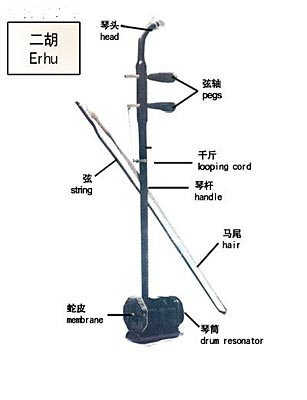 二胡
Erhu
琴头
head
弦轴
pegs
千斤
looping cord
弦
string
琴杆
handle
马尾
hair
蛇皮
membrane
琴筒
drum resonator